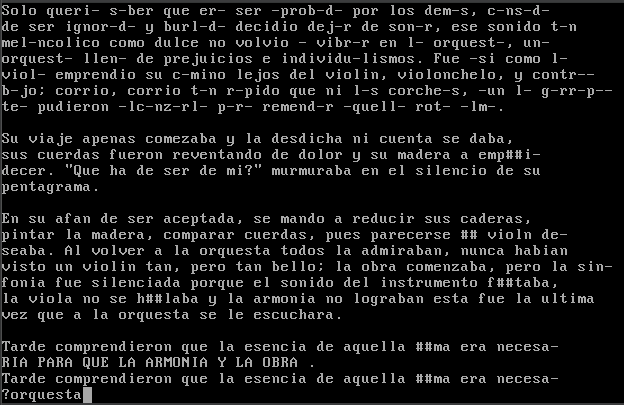 Solo queri- s-ber que er- ser -prob-d- por los dem-s, c-ns-d-
de ser ignor-d- y burl-d- decidio dej-r de son-r, ese sonido t-n
mel-ncolico como dulce no volvio - vibr-r en l- orquest-, un-
orquest- llen- de prejuicios e individu-lismos. Fue -si como l-
viol- emprendio su c-mino lejos del violin, violonchelo, y contr--
b-jo; corrio, corrio t-n r-pido que ni l-s corche-s, -un l- g-rr-p--
te- pudieron -lc-nz-rl- p-r- remend-r -quell- rot- -lm-.
Su viaje apenas comezaba y la desdicha ni cuenta se daba,
sus cuerdas fueron reventando de dolor y su madera a emp##i-
decer. "Que ha de ser de mi?" murmuraba en el silencio de su
pentagrama.
En su afan de ser aceptada, se mando a reducir sus caderas,
pintar la madera, comparar cuerdas, pues parecerse ## violn de-
seaba. Al volver a la orquesta todos la admiraban, nunca habian
visto un violin tan, pero tan bello; la obra comenzaba, pero la sin-
fonia fue silenciada porque el sonido del instrumento f##taba,
la viola no se h##laba y la armonia no lograban esta fue la ultima
vez que a la orquesta se le escuchara.
Tarde comprendieron que la esencia de aquella ##ma era necesa-
RIA PARA QUE LA ARMONIA Y LA OBRA .
Tarde comprendieron que la esencia de aquella ##ma era necesa-
?orquesta